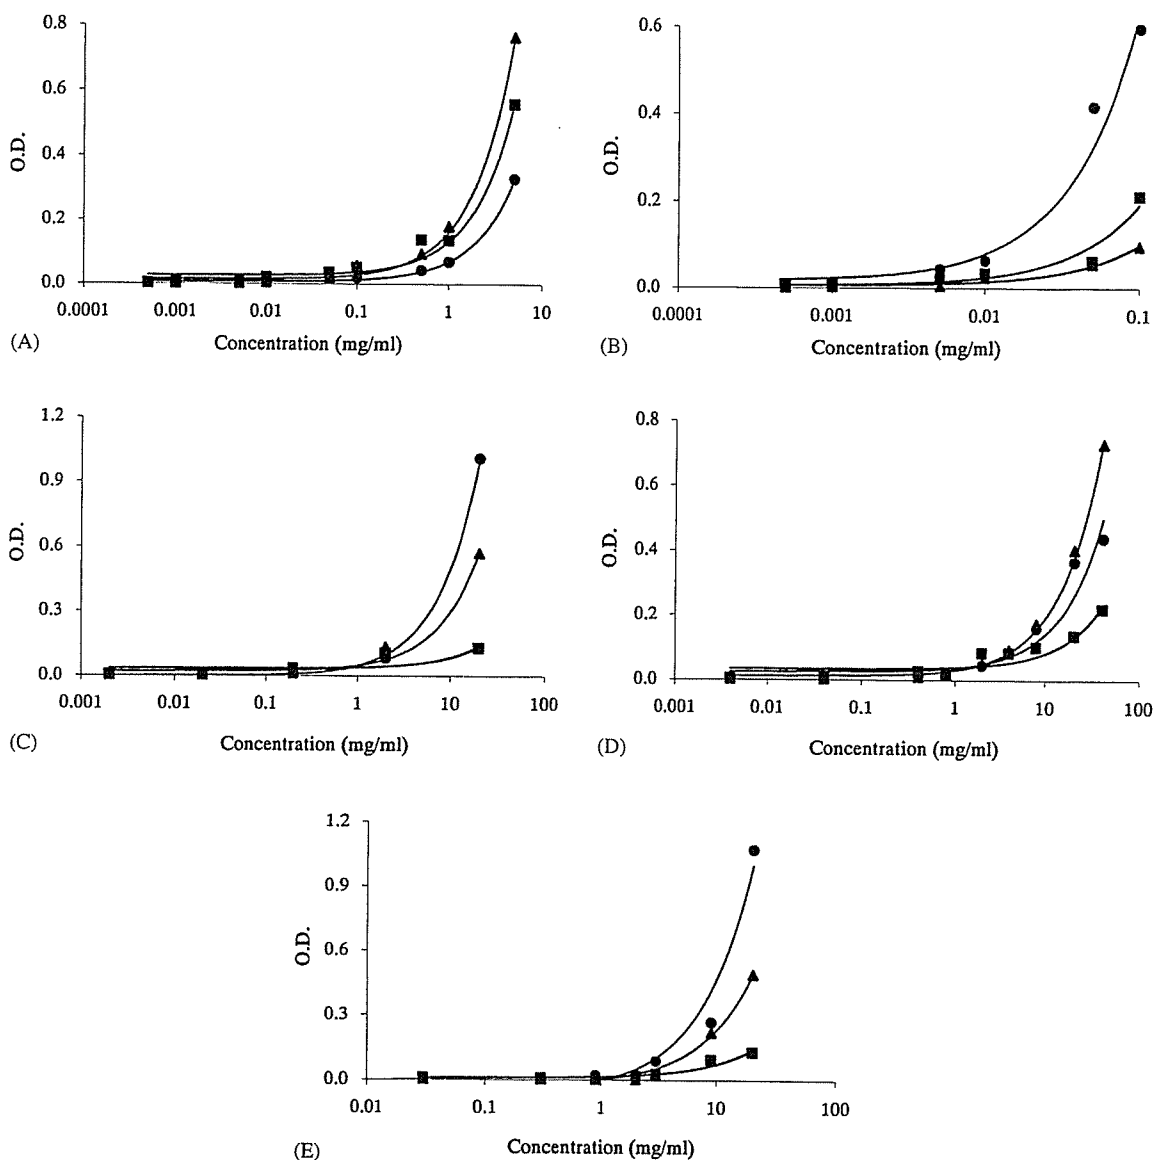 0.8
0.6
0.4
0.2
0.0
O.D.
0.0001 0.001 0.01 0.1 1 10
Concentration (mg/ml)
(A)
0.6
0.4
0.2
0.0
O.D.
0.0001 0.001 0.01 0.1
Concentration (mg/ml)
(B)
1.2
0.9
0.6
0.3
0.0
O.D.
0.001 0.01 0.1 1 10 100
Concentration (mg/ml)
(C)
0.8
0.6
0.4
0.2
0.0
O.D.
0.001 0.01 0.1 1 10 100
Concentration (mg/ml)
(D)
1.2
0.9
0.6
0.3
0.0
O.D.
0.01 0.1 1 10 100
Concentration (mg/ml)
(E)